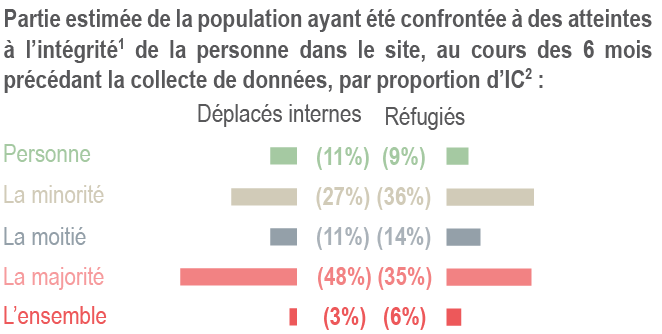 Partie estimée de la population ayant été confrontée à des atteintes
à l’intégrité¹ de la personne dans le site, au cours des 6 mois
précédant la collecte de données, par proportion d’IC² :
Déplacés internes Réfugiés
Personne (11%) (9%)
La minorité (27%) (36%)
La moitié (11%) (14%)
La majorité (48%) (35%)
L’ensemble (3%) (6%)